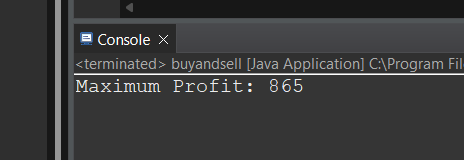 Console
<terminated> buyandsell [Java Application] C:\Program Fil
Maximum Profit: 865